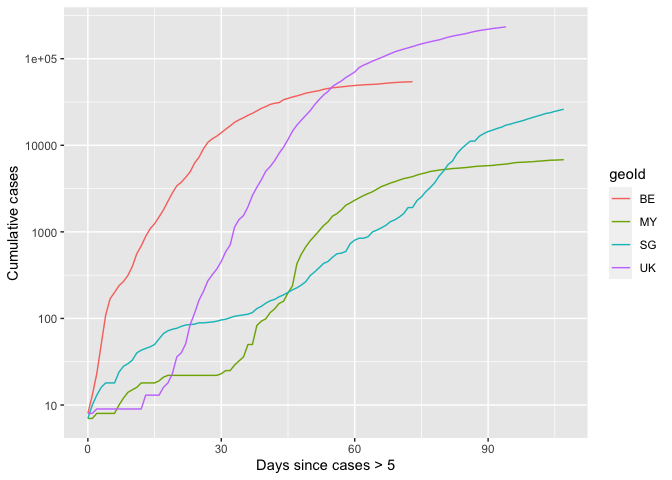 1e+05
10000
1000
100
10
Cumulative cases
0 30 60 90
Days since cases > 5
geoId
BE
MY
SG
UK